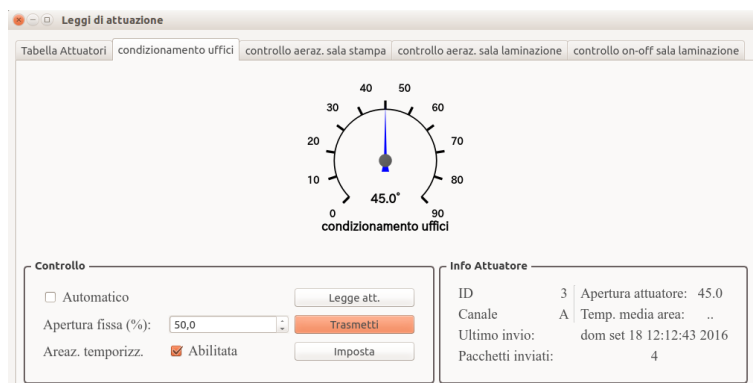 Leggi di attuazione
Tabella Attuatori condizionamento uffici controllo aeraz. sala stampa controllo aeraz. sala laminazione controllo on-off sala laminazione
40 50
30 60
20 70
10 80
45.0°
0 90
condizionamento uffici
Controllo
Automatico Legge att.
Apertura fissa (%): 50,0 Trasmetti
Areaz. temporizz. Abilitata Imposta
Info Attuatore
ID 3 Apertura attuatore: 45.0
Canale A Temp. media area: ..
Ultimo invio: dom set 18 12:12:43 2016
Pacchetti inviati: 4